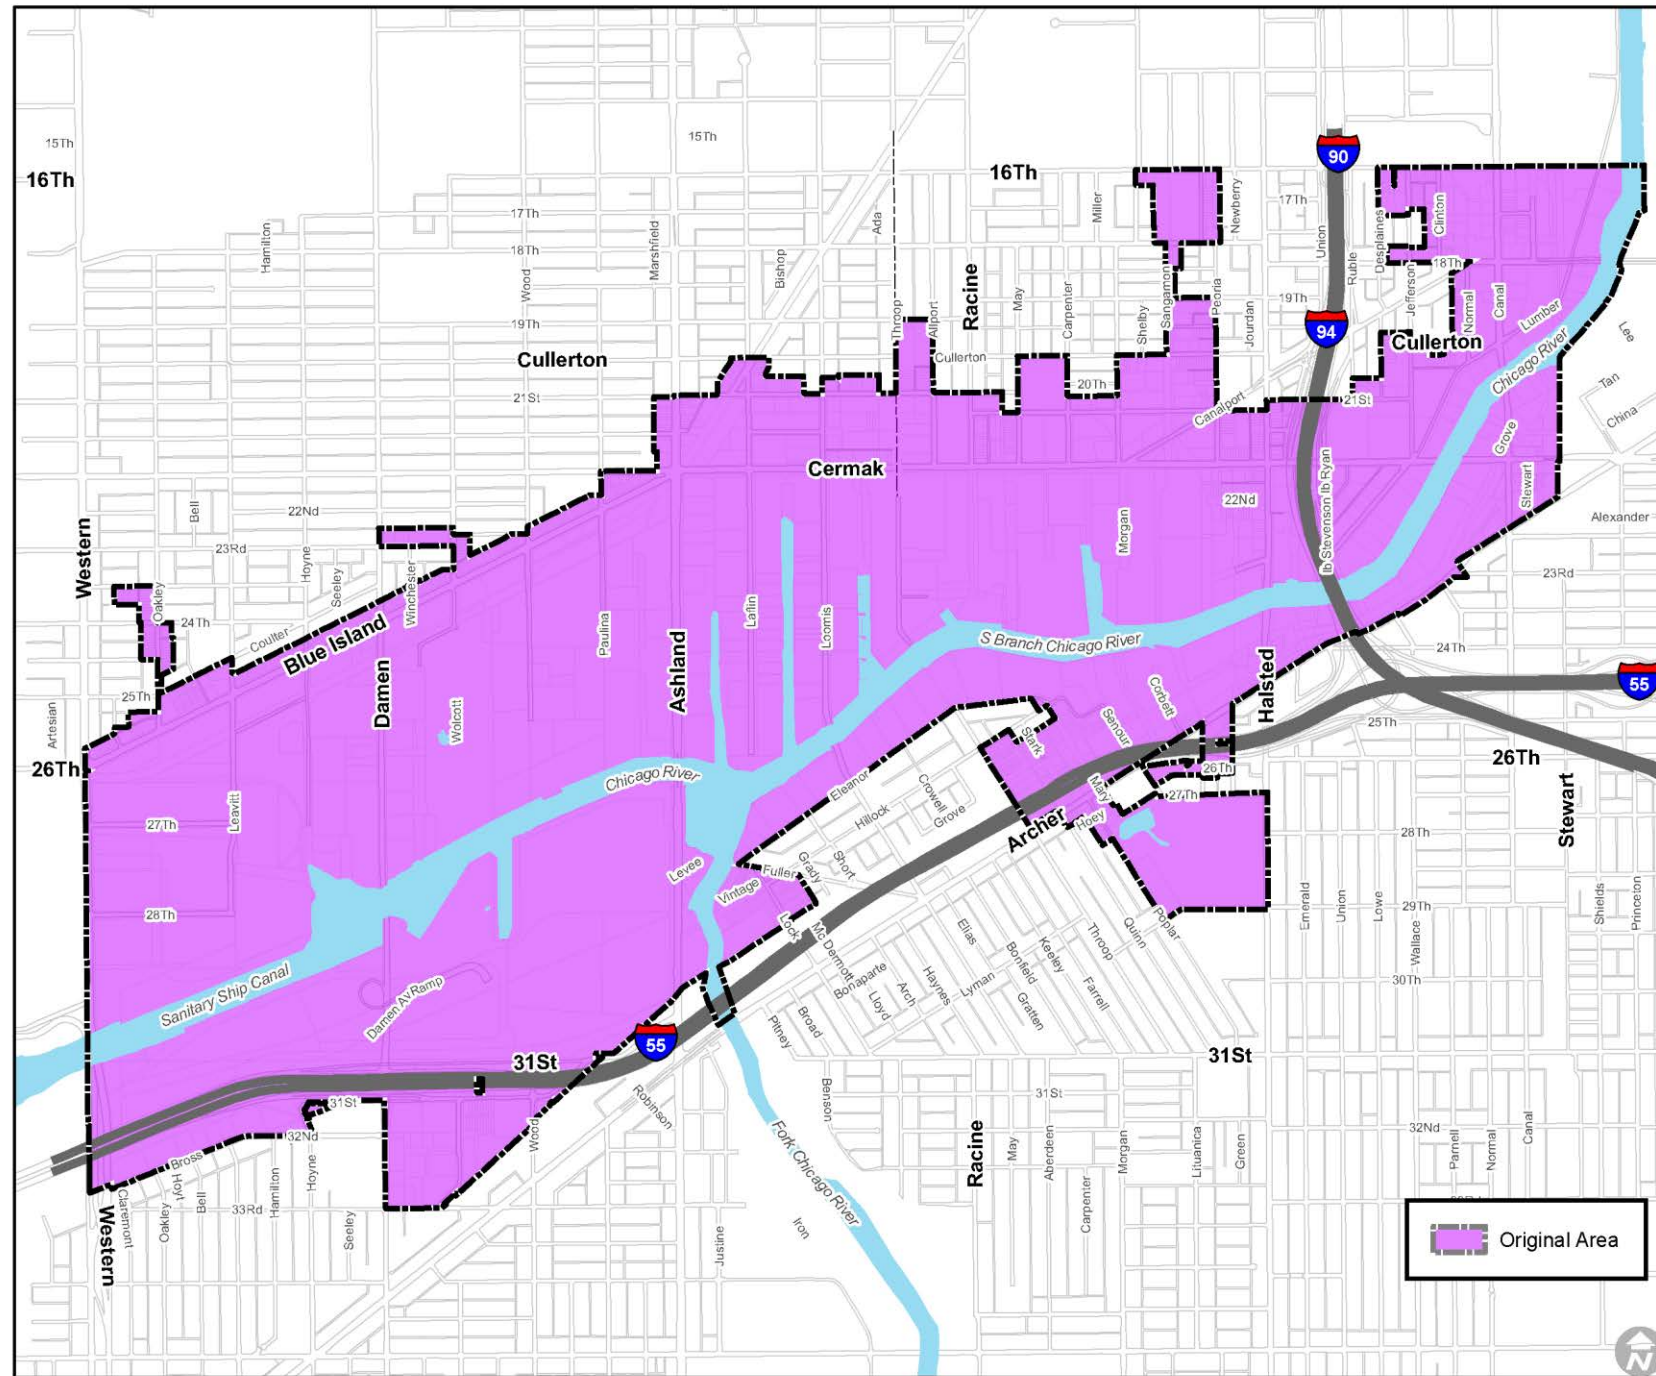 15Th
15Th
90
16Th
16Th
17Th
17Th
18Th
18Th
Hamilton
Wood
Marshfield
Bishop
Ada
Miller
Newberry
Union
Ruble
Desplaines
Clinton
Jefferson
Normal
Canal
Lumber
Chicago River
Lee
Tan
China
19Th
19Th
Throop
Allport
Racine
May
Carpenter
Shelby
Sangamon
Peoria
Jourdan
94
Cullerton
Cullerton
Cullerton
20Th
21St
21St
Canalport
Grove
Stewart
Cermak
22Nd
22Nd
Ib Stevenson Ib Ryan
Alexander
Western
Bell
23Rd
23Rd
Hoyne
Seeley
Winchester
Oakley
24Th
24Th
Coulter
Blue Island
Damen
Wolcott
Paulina
Ashland
Laflin
Loomis
Morgan
S Branch Chicago River
Halsted
55
25Th
25Th
Artesian
26Th
26Th
26Th
Corbett
Senour
Stark
Mary
27Th
27Th
Hoey
Archer
Stewart
Chicago River
Eleanor
Hillock
Crowell
Grove
Leavitt
28Th
28Th
Levee
Vintage
Fuller
Grady
Short
Lock
Mc Dermott
Bonaparte
Lloyd
Arch
Haynes
Elias
Lyman
Bonfield
Gratten
Keeley
Farrell
Throop
Quinn
Poplar
Emerald
Union
Lowe
Wallace
29Th
Shields
Princeton
30Th
Sanitary Ship Canal
Damen Av Ramp
Pitney
Broad
55
31St
31St
31St
31St
Robinson
Benson
Wood
32Nd
32Nd
Bross
Hoyt
Bell
Hamilton
Hoyne
Seeley
33Rd
Claremont
Oakley
Western
Fork Chicago River
Iron
Justine
Racine
May
Aberdeen
Carpenter
Morgan
Lituanica
Green
Parnell
Normal
Canal
Original Area
N